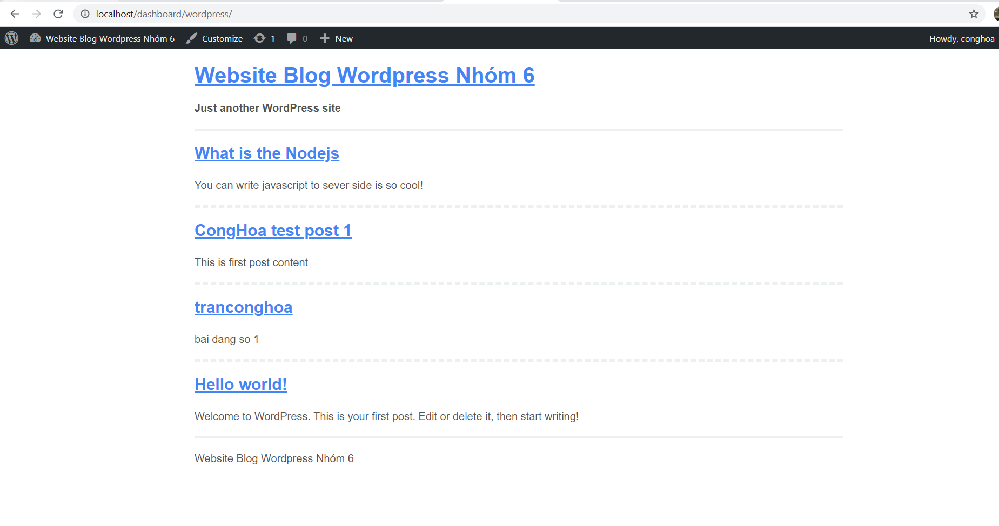 localhost/dashboard/wordpress/
Website Blog Wordpress Nhóm 6 Customize 1 0 New Howdy, conghoa
Website Blog Wordpress Nhóm 6
Just another WordPress site
What is the Nodejs
You can write javascript to sever side is so cool!
CongHoa test post 1
This is first post content
tranconghoa
bai dang so 1
Hello world!
Welcome to WordPress. This is your first post. Edit or delete it, then start writing!
Website Blog Wordpress Nhóm 6